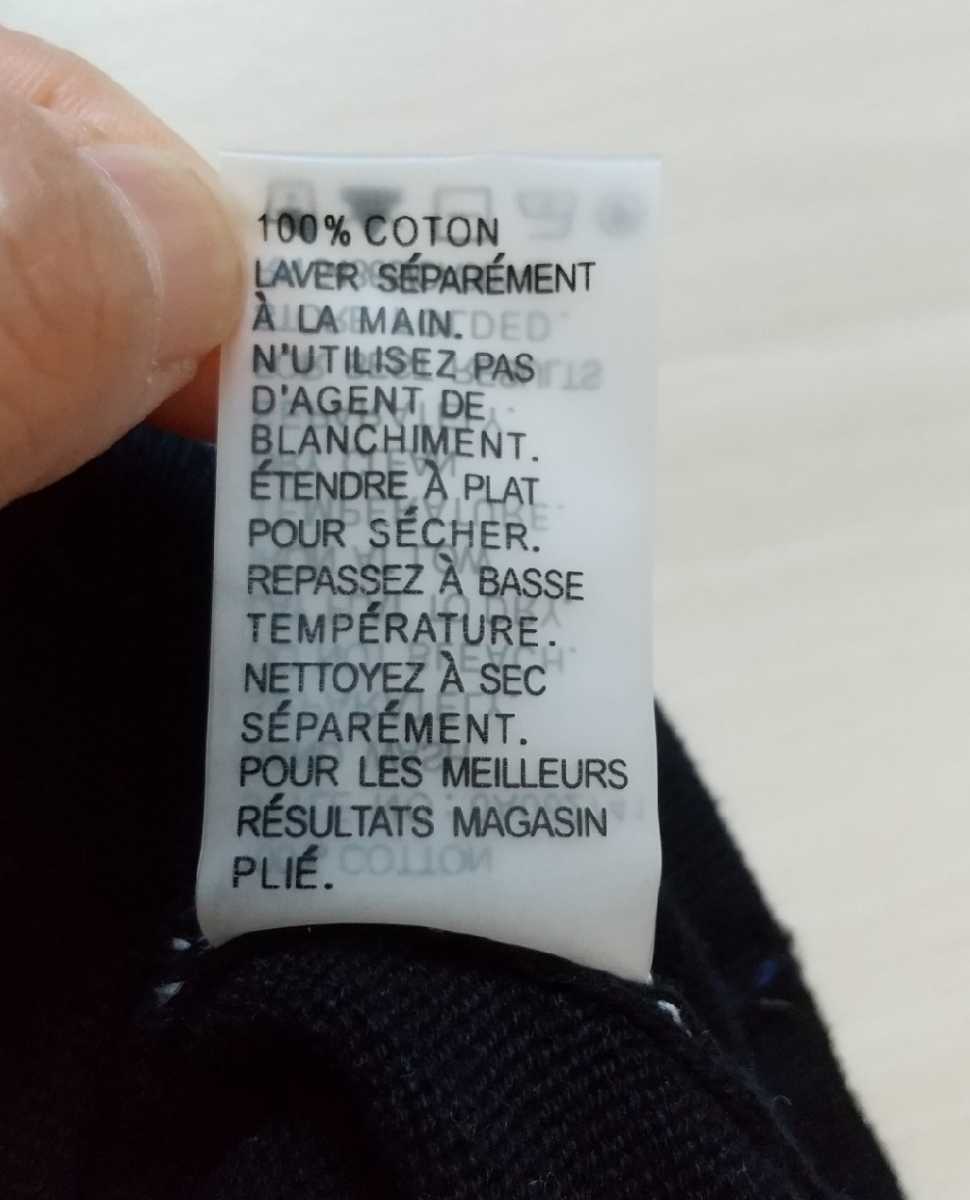 100% COTON
LAVER SÉPARÉMENT
À LA MAIN.
N'UTILISEZ PAS
D'AGENT DE
BLANCHIMENT.
ÉTENDRE À PLAT
POUR SÉCHER.
REPASSEZ À BASSE
TEMPÉRATURE.
NETTOYEZ À SEC
SÉPARÉMENT.
POUR LES MEILLEURS
RÉSULTATS MAGASIN
PLIÉ.